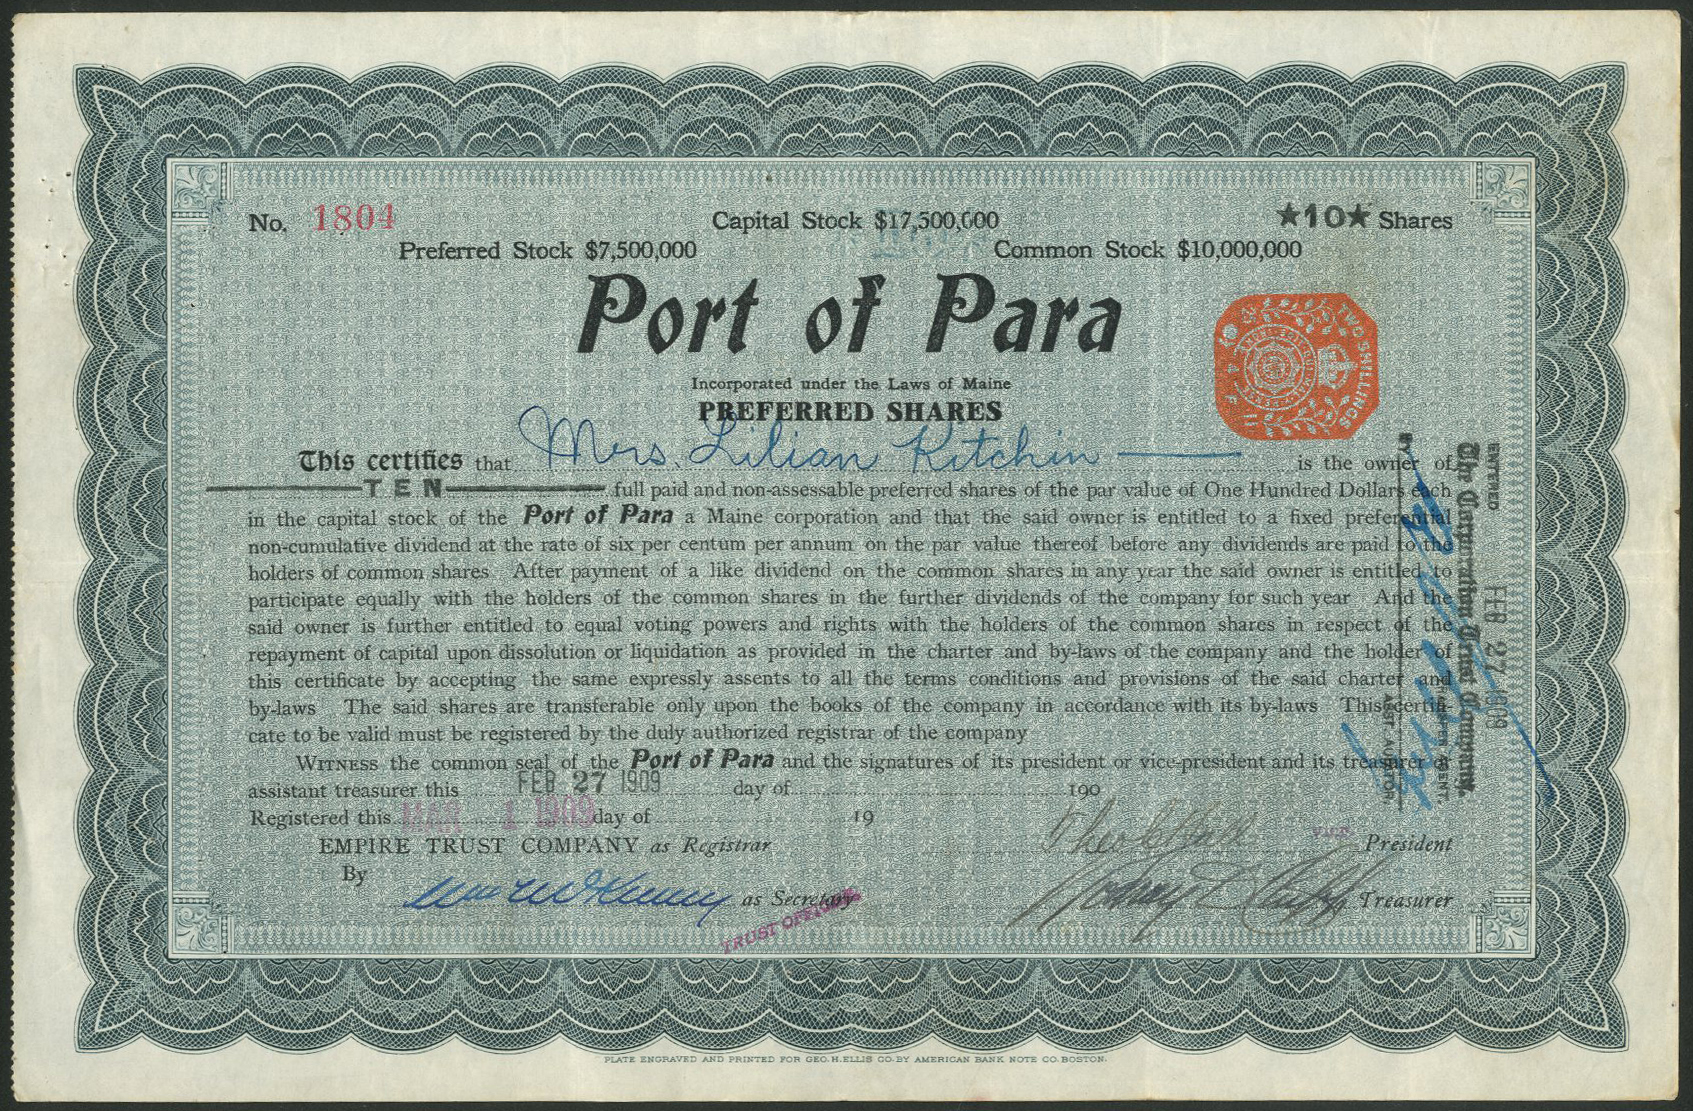 No. 1804 Capital Stock $17,500,000 ★10★ Shares
Preferred Stock $7,500,000 Common Stock $10,000,000
Port of Para
Incorporated under the Laws of Maine
PREFERRED SHARES
TWO SHILLINGS
This certifies that Mrs. Lilian Kitchin is the owner of
TEN full paid and non-assessable preferred shares of the par value of One Hundred Dollars each
in the capital stock of the Port of Para a Maine corporation and that the said owner is entitled to a fixed preferential
non-cumulative dividend at the rate of six per centum per annum on the par value thereof before any dividends are paid to the
holders of common shares After payment of a like dividend on the common shares in any year the said owner is entitled to
participate equally with the holders of the common shares in the further dividends of the company for such year And the
said owner is further entitled to equal voting powers and rights with the holders of the common shares in respect of the
repayment of capital upon dissolution or liquidation as provided in the charter and by-laws of the company and the holder of
this certificate by accepting the same expressly assents to all the terms conditions and provisions of the said charter and
by-laws The said shares are transferable only upon the books of the company in accordance with its by-laws This certifi-
cate to be valid must be registered by the duly authorized registrar of the company
WITNESS the common seal of the Port of Para and the signatures of its president or vice-president and its treasurer or
assistant treasurer this FEB 27 1909 day of 190
Registered this MAR 1 1909 day of 19
EMPIRE TRUST COMPANY as Registrar
vice President
By as Secretary
TRUST OFFICER
Treasurer
ENTERED FEB 27 1909
The Corporation Trust Company
TRANSFER AGENT.
BY
ASST. AUDITOR
PLATE ENGRAVED AND PRINTED FOR GEO. H. ELLIS CO. BY AMERICAN BANK NOTE CO. BOSTON.